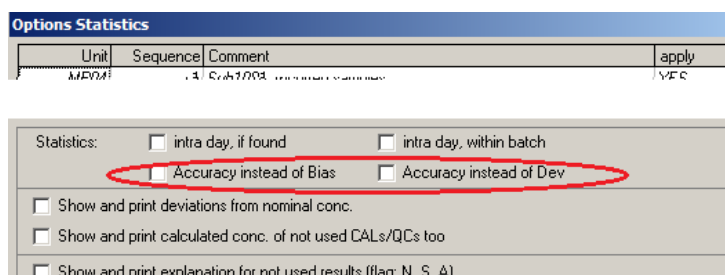 Options Statistics
Unit Sequence Comment apply
YES
Statistics: intra day, if found intra day, within batch
Accuracy instead of Bias Accuracy instead of Dev
Show and print deviations from nominal conc.
Show and print calculated conc. of not used CALs/QCs too
Show and print explanation for not used results (flag: N, S, A)